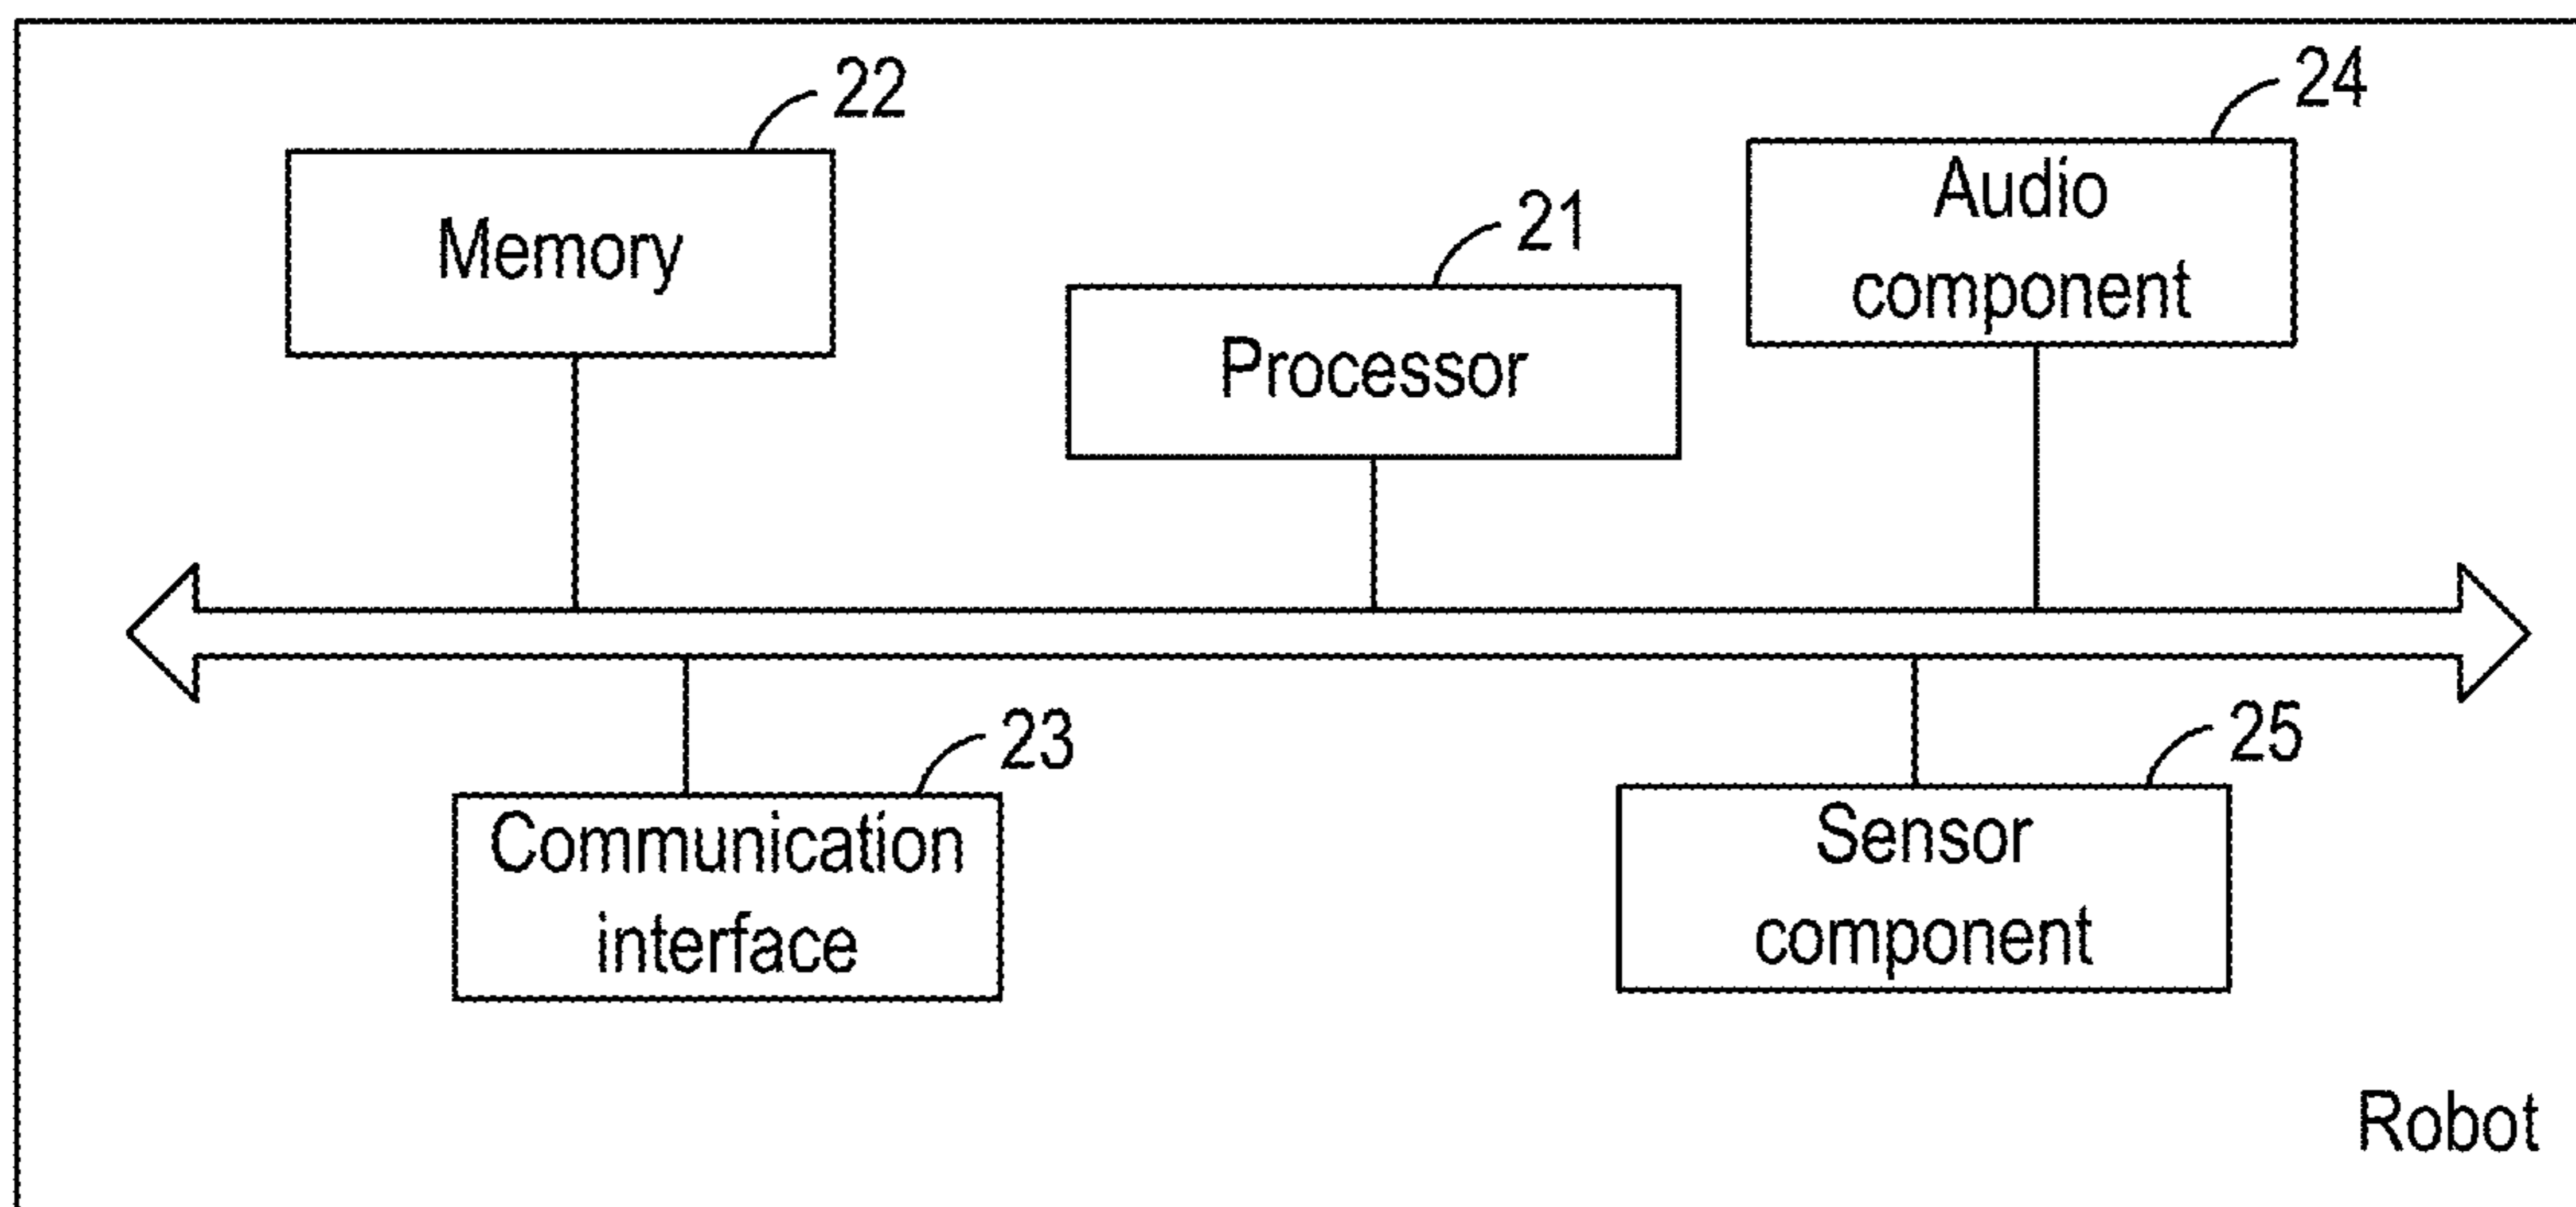 22
Memory
21
Processor
24
Audio
component
23
Communication
interface
25
Sensor
component
Robot